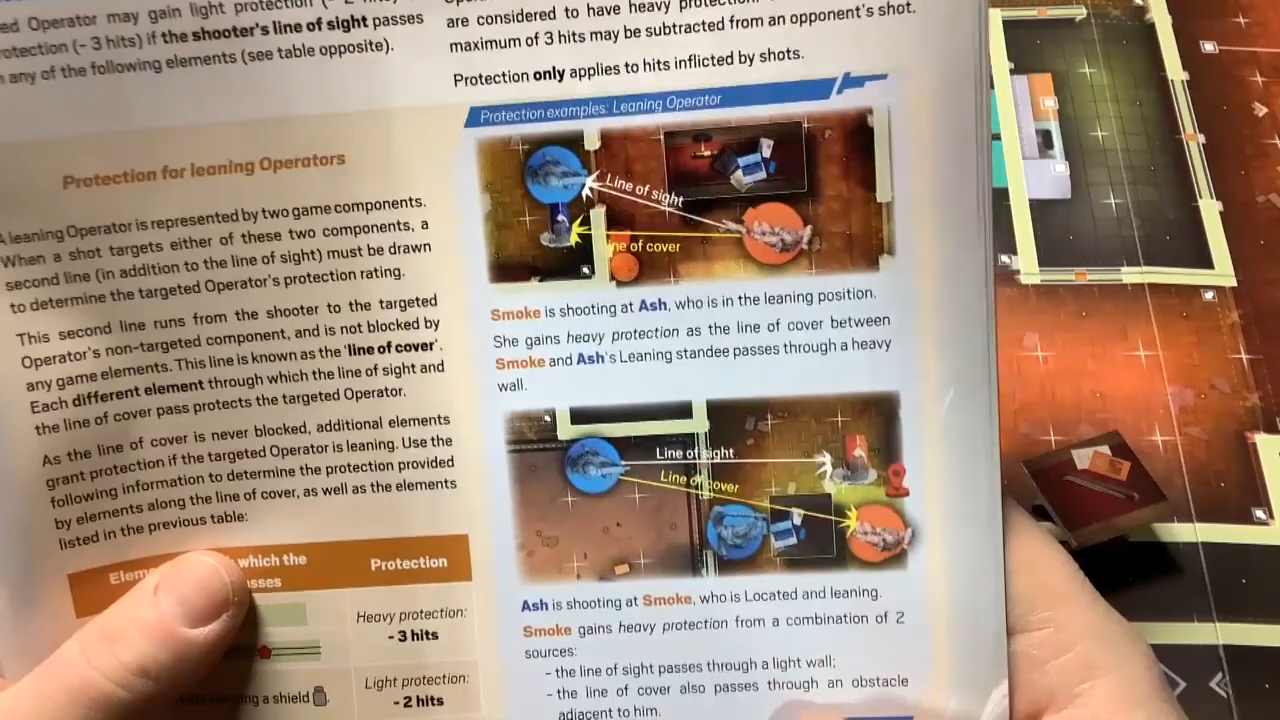 ed Operator may gain light protection
rotection (- 3 hits) if the shooter's line of sight passes
any of the following elements (see table opposite).
are considered to have heavy
maximum of 3 hits may be subtracted from an opponent's shot.
Protection only applies to hits inflicted by shots.
Protection for leaning Operators
A leaning Operator is represented by two game components.
When a shot targets either of these two components, a
second line (in addition to the line of sight) must be drawn
to determine the targeted Operator's protection rating.
This second line runs from the shooter to the targeted
Operator's non-targeted component, and is not blocked by
any game elements. This line is known as the 'line of cover'.
Each different element through which the line of sight and
the line of cover pass protects the targeted Operator.
As the line of cover is never blocked, additional elements
grant protection if the targeted Operator is leaning. Use the
following information to determine the protection provided
by elements along the line of cover, as well as the elements
listed in the previous table:
which the
Protection
Heavy protection:
- 3 hits
a shield
Light protection:
- 2 hits
Protection examples: Leaning Operator
Line of sight
ne of cover
Smoke is shooting at Ash, who is in the leaning position.
She gains heavy protection as the line of cover between
Smoke and Ash's Leaning standee passes through a heavy
wall.
Line of sight
Line of cover
Ash is shooting at Smoke, who is Located and leaning.
Smoke gains heavy protection from a combination of 2
sources:
- the line of sight passes through a light wall;
- the line of cover also passes through an obstacle
adjacent to him.